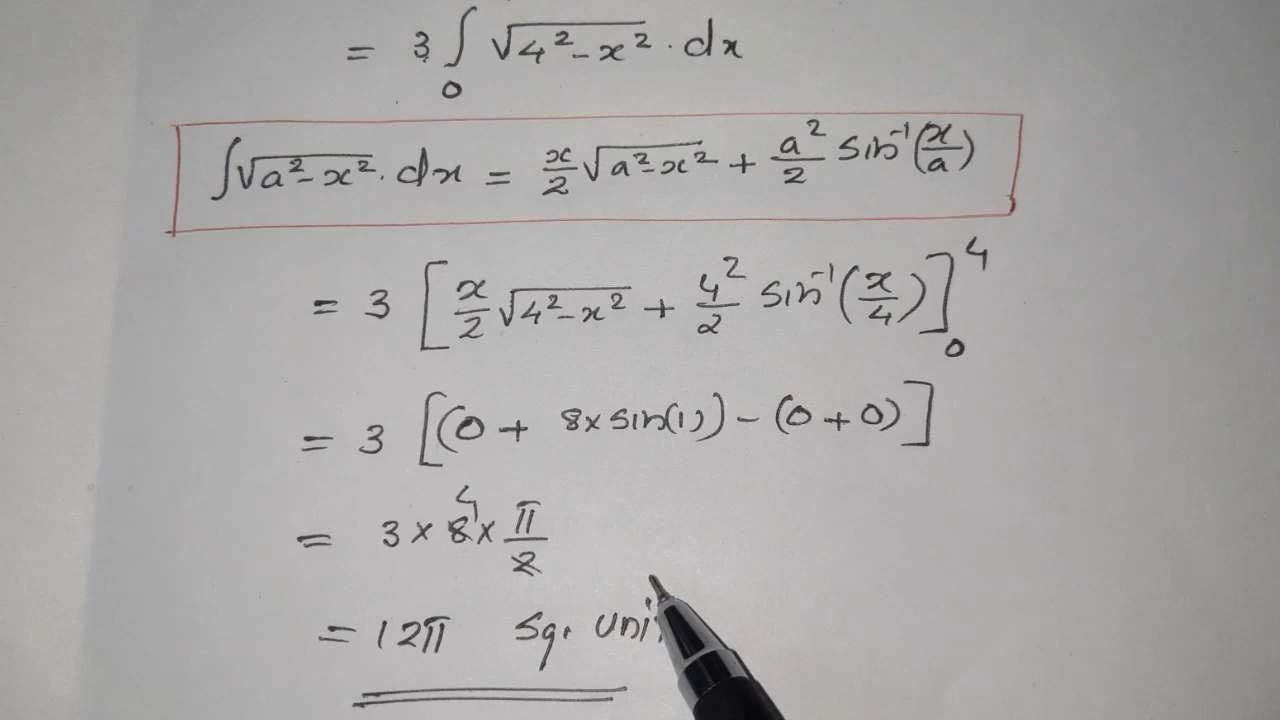 = 3 ∫₀ √4²-x² . dx
∫√a²-x² . dx = x/2 √a²-x² + a²/2 sin⁻¹(x/a)
= 3 [x/2 √4²-x² + 4²/2 sin⁻¹(x/4)]₀⁴
= 3 [(0 + 8 x sin(1)) - (0 + 0)]
= 3 x 8 4 x π/2
= 12π Sq. uni